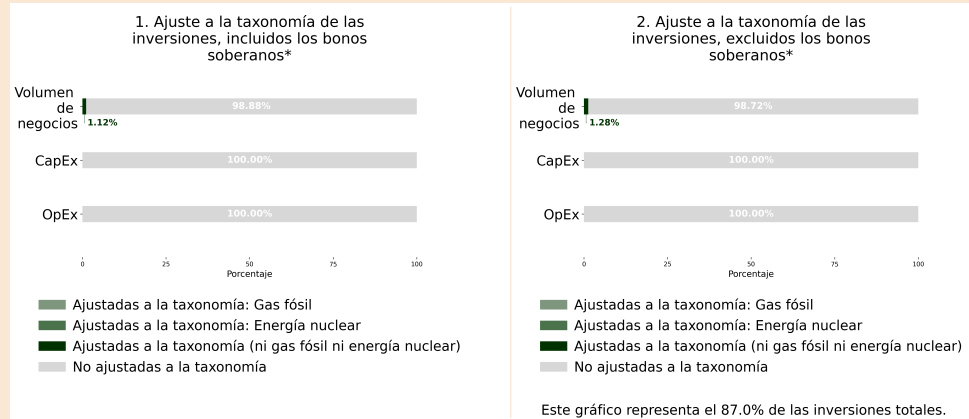 1. Ajuste a la taxonomía de las
inversiones, incluidos los bonos
soberanos*
Volumen
de
negocios
98.88%
1.12%
CapEx
100.00%
OpEx
100.00%
0
25
50
75
100
Porcentaje
Ajustadas a la taxonomía: Gas fósil
Ajustadas a la taxonomía: Energía nuclear
Ajustadas a la taxonomía (ni gas fósil ni energía nuclear)
No ajustadas a la taxonomía
2. Ajuste a la taxonomía de las
inversiones, excluidos los bonos
soberanos*
Volumen
de
negocios
98.72%
1.28%
CapEx
100.00%
OpEx
100.00%
0
25
50
75
100
Porcentaje
Ajustadas a la taxonomía: Gas fósil
Ajustadas a la taxonomía: Energía nuclear
Ajustadas a la taxonomía (ni gas fósil ni energía nuclear)
No ajustadas a la taxonomía
Este gráfico representa el 87.0% de las inversiones totales.